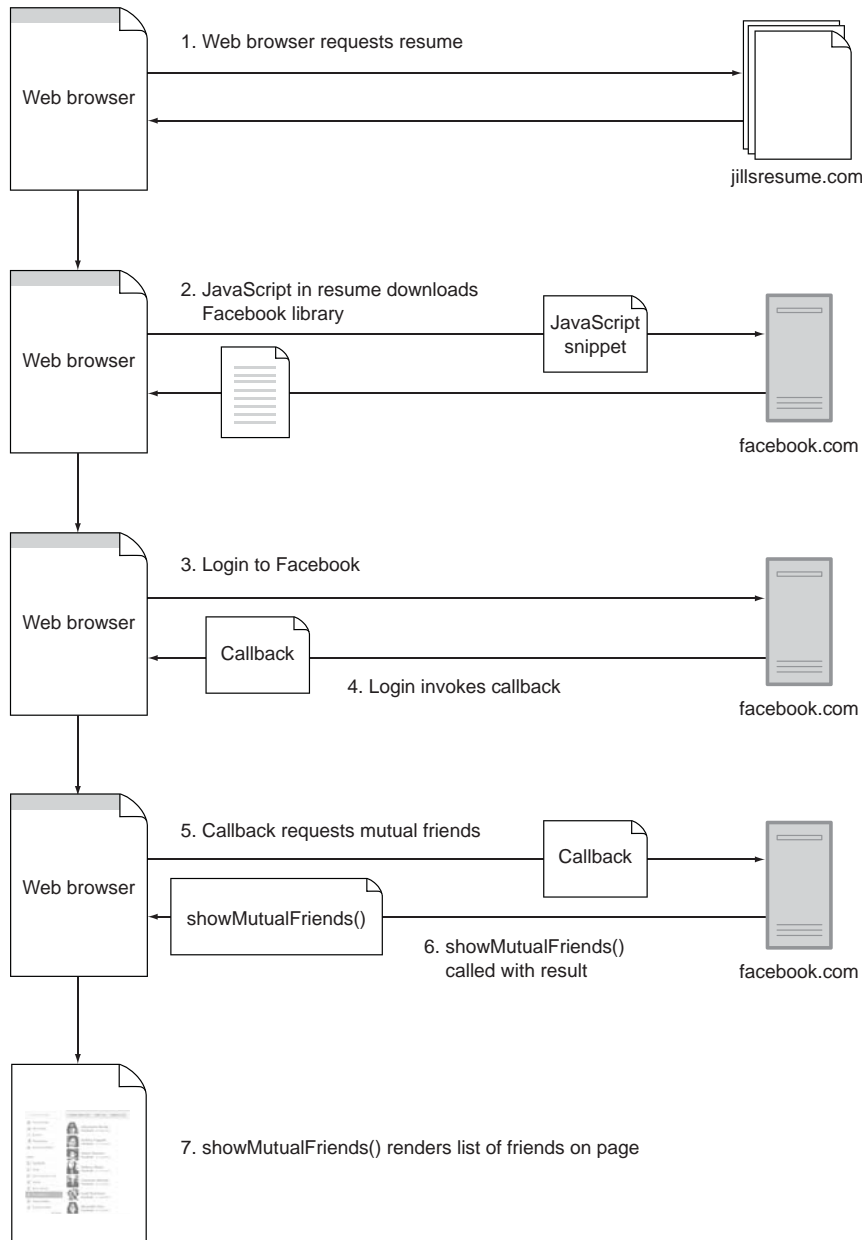 1. Web browser requests resume
Web browser
jillsresume.com
2. JavaScript in resume downloads
Facebook library
JavaScript
snippet
Web browser
facebook.com
3. Login to Facebook
Web browser
Callback
4. Login invokes callback
facebook.com
5. Callback requests mutual friends
Callback
Web browser
showMutualFriends()
6. showMutualFriends()
called with result
facebook.com
7. showMutualFriends() renders list of friends on page